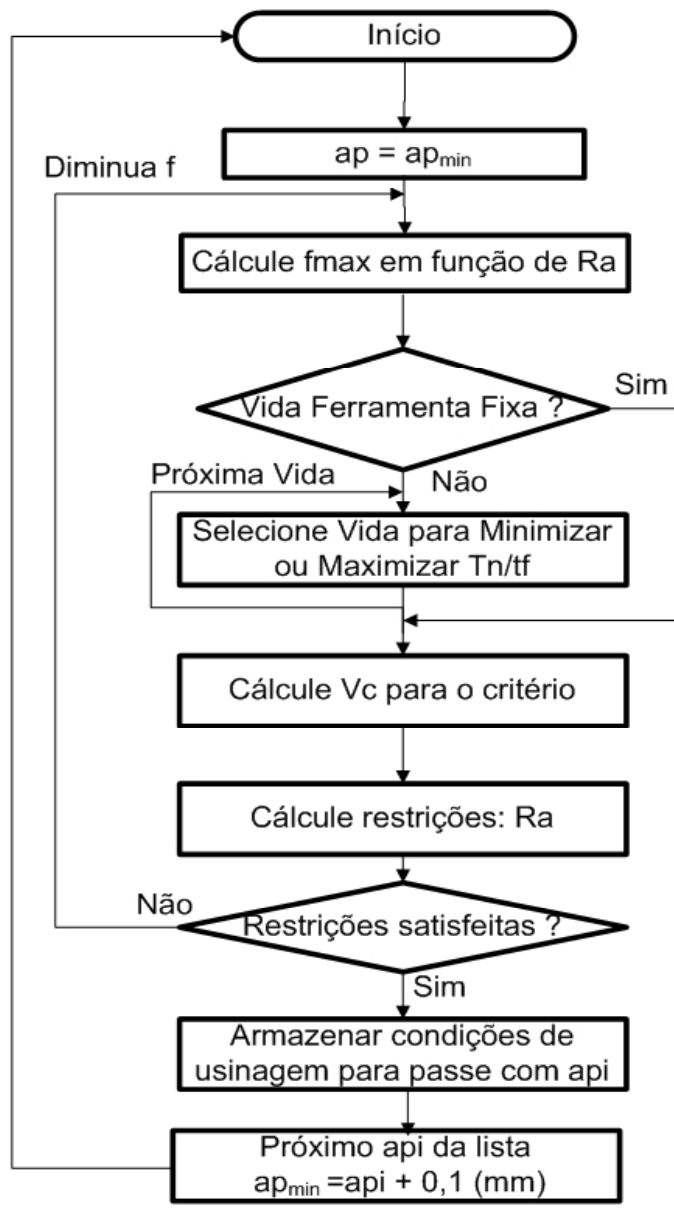 Início
ap = apmin
Diminua f
Cálcule fmax em função de Ra
Sim
Vida Ferramenta Fixa ?
Próxima Vida
Não
Selecione Vida para Minimizar
ou Maximizar Tn/tf
Cálcule Vc para o critério
Cálcule restrições: Ra
Não
Restrições satisfeitas ?
Sim
Armazenar condições de
usinagem para passe com api
Próximo api da lista
apmin =api + 0,1 (mm)